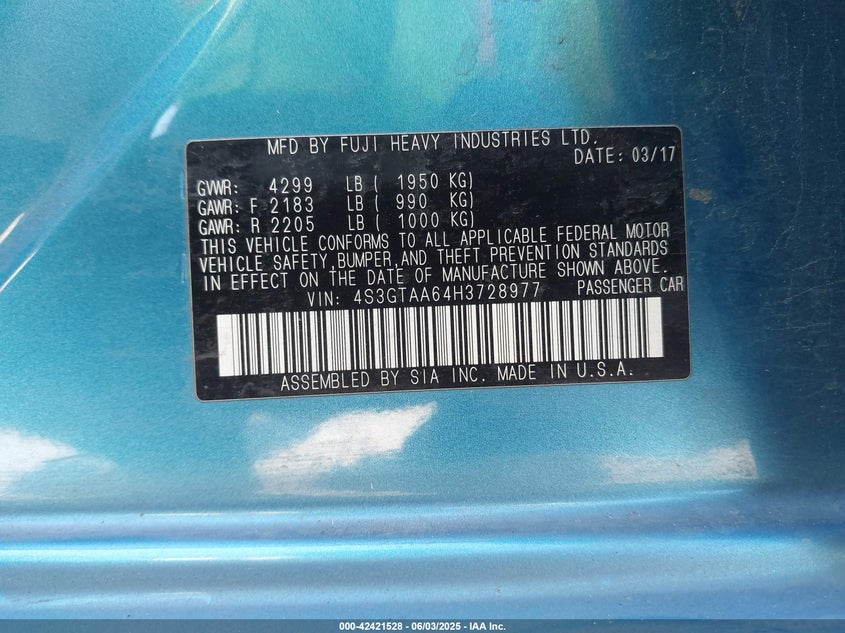 MFD BY FUJI HEAVY INDUSTRIES LTD.
DATE: 03/17
GVWR: 4299 LB ( 1950 KG)
GAWR: F 2183 LB ( 990 KG)
GAWR: R 2205 LB ( 1000 KG)
THIS VEHICLE CONFORMS TO ALL APPLICABLE FEDERAL MOTOR
VEHICLE SAFETY,BUMPER,AND THEFT PREVENTION STANDARDS
IN EFFECT ON THE DATE OF MANUFACTURE SHOWN ABOVE.
VIN: 4S3GTAA64H3728977 PASSENGER CAR
ASSEMBLED BY SIA INC. MADE IN U.S.A.
000-42421528 - 06/03/2025 - IAA Inc.